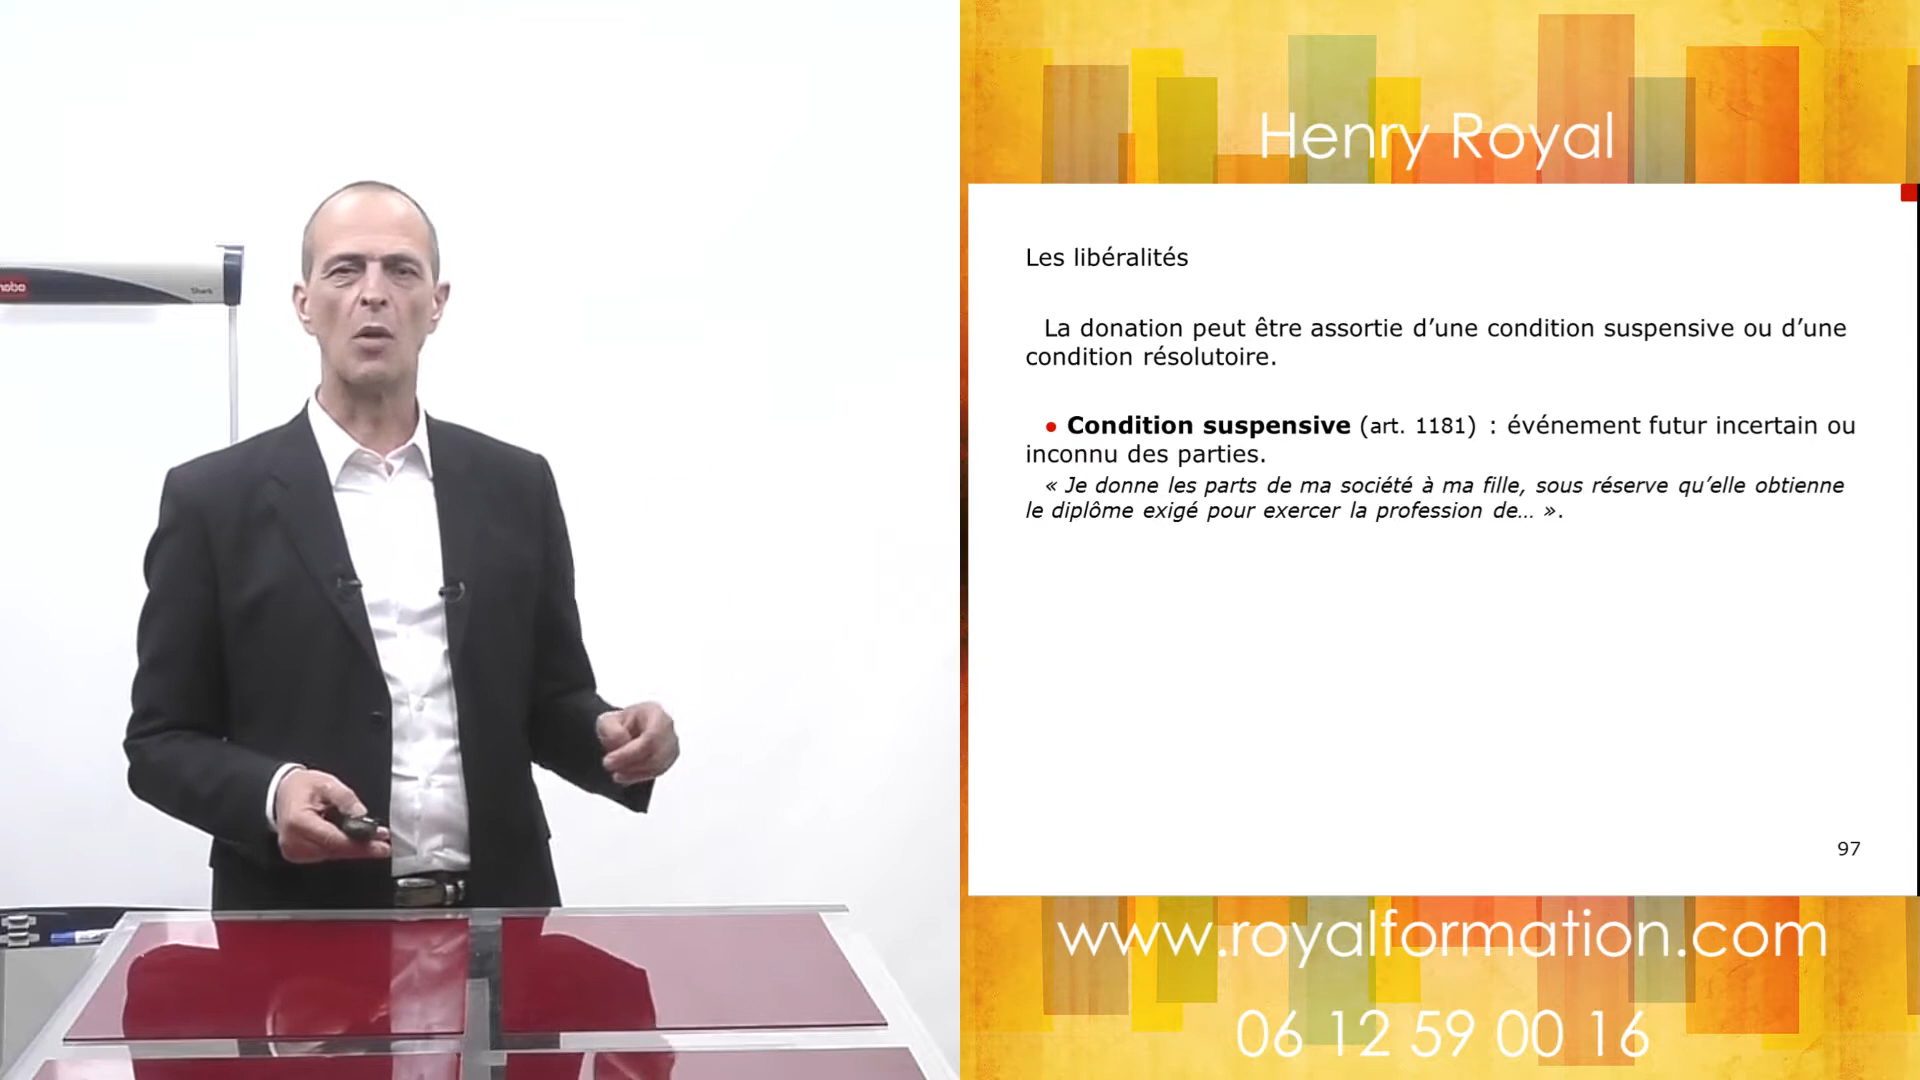 Henry Royal
Les libéralités
La donation peut être assortie d’une condition suspensive ou d’une
condition résolutoire.
● Condition suspensive (art. 1181) : événement futur incertain ou
inconnu des parties.
« Je donne les parts de ma société à ma fille, sous réserve qu’elle obtienne
le diplôme exigé pour exercer la profession de… ».
97
www.royalformation.com
06 12 59 00 16